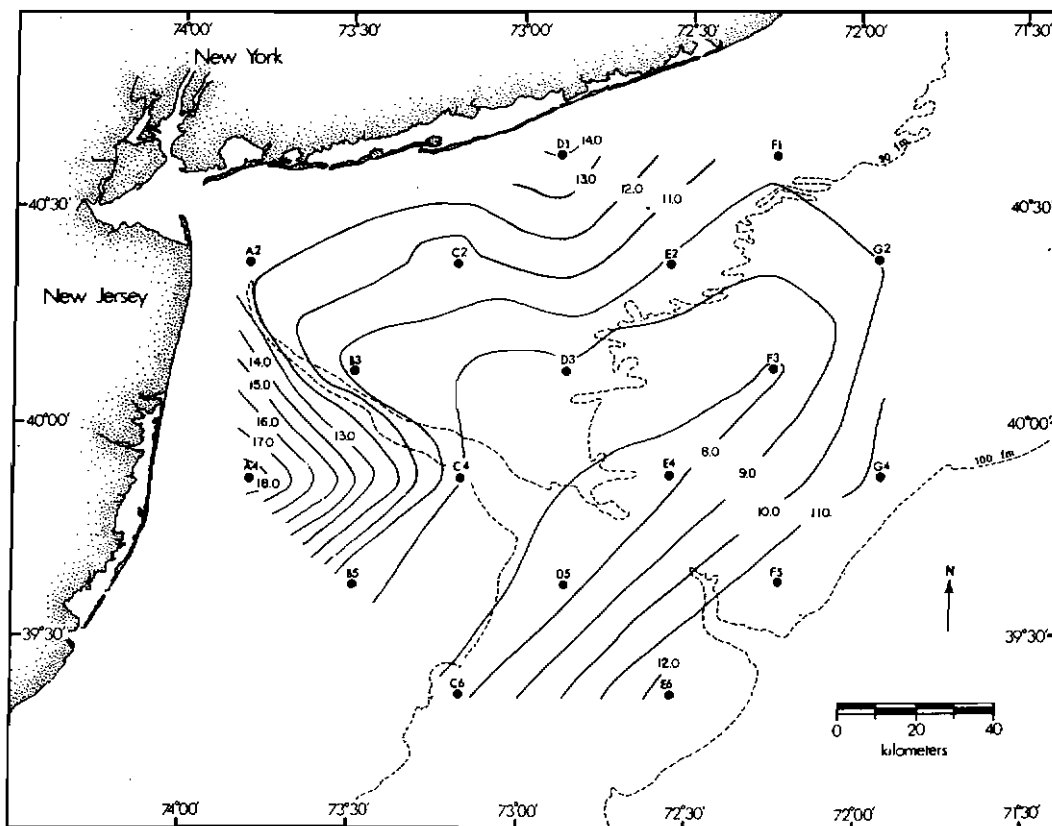 74°00'
73°30'
73°00'
72°30'
72°00'
71°30'
New York
D1
14.0
F1
13.0
12.0
11.0
30 fm.
40°30'
40°30'
A2
C2
E2
G2
New Jersey
B3
D3
F3
14.0
15.0
16.0
17.0
13.0
18.0
40°00'
40°00'
A4
C4
E4
G4
8.0
9.0
10.0
11.0
100 fm.
B5
D5
F5
N
39°30'
39°30'
12.0
C6
E6
0
20
40
kilometers
74°00'
73°30'
73°00'
72°30'
72°00'
71°30'